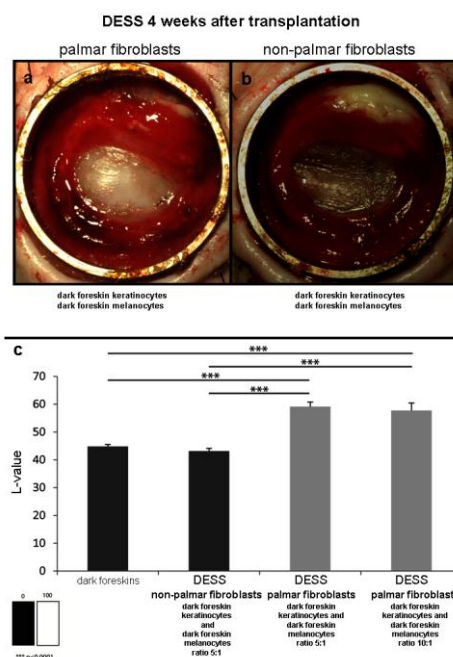 DESS 4 weeks after transplantation
palmar fibroblasts
non-palmar fibroblasts
a
b
dark foreskin keratinocytes
dark foreskin melanocytes
dark foreskin keratinocytes
dark foreskin melanocytes
c
***
***
***
***
70
60
50
40
30
20
10
0
L-value
dark foreskins
DESS
non-palmar fibroblasts
dark foreskin
keratinocytes
and
dark foreskin
melanocytes
ratio 5:1
DESS
palmar fibroblasts
dark foreskin
keratinocytes and
dark foreskin
melanocytes
ratio 5:1
DESS
palmar fibroblasts
dark foreskin
keratinocytes and
dark foreskin
melanocytes
ratio 10:1
0
100
*** p<0.0001